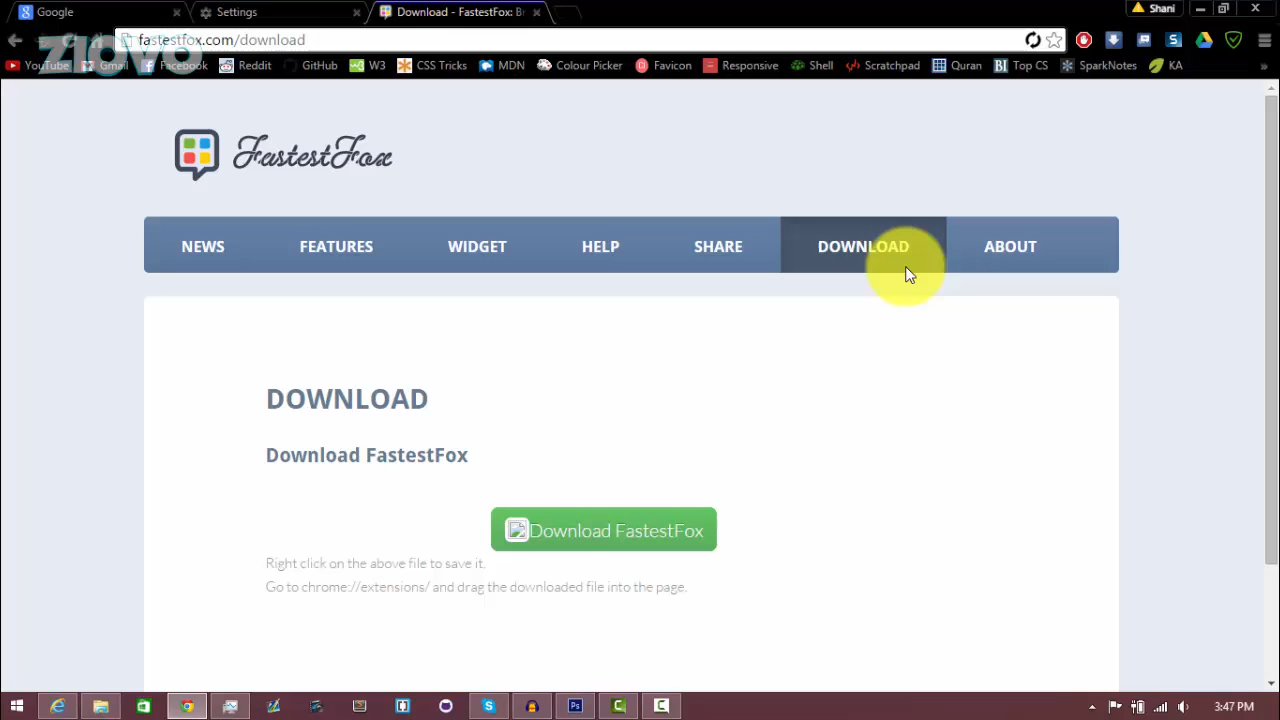 Google
Settings
Download - FastestFox: Br
Shani
fastestfox.com/download
ZIOVO
YouTube
Gmail
Facebook
Reddit
GitHub
W3
CSS Tricks
MDN
Awesome
Colour Picker
Favicon
Responsive
Shell
Scratchpad
Quran
Top CS
SparkNotes
KA
FastestFox
NEWS
FEATURES
WIDGET
HELP
SHARE
DOWNLOAD
ABOUT
DOWNLOAD
Download FastestFox
Download FastestFox
Right click on the above file to save it.
Go to chrome://extensions/ and drag the downloaded file into the page.
3:47 PM